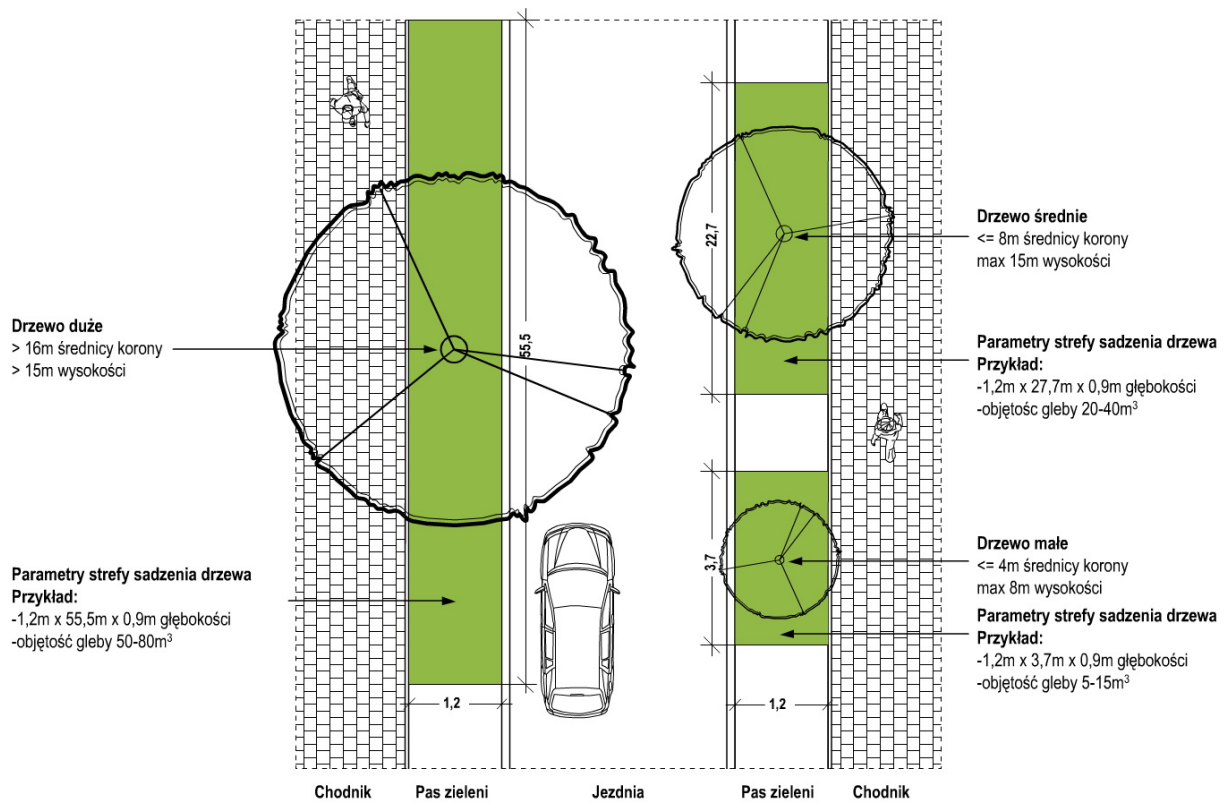 Drzewo duże
> 16m średnicy korony
> 15m wysokości
Parametry strefy sadzenia drzewa
Przykład:
-1,2m x 55,5m x 0,9m głębokości
-objętość gleby 50-80m³
55,5
1,2
22,7
3,7
1,2
Drzewo średnie
<= 8m średnicy korony
max 15m wysokości
Parametry strefy sadzenia drzewa
Przykład:
-1,2m x 27,7m x 0,9m głębokości
-objętośc gleby 20-40m³
Drzewo małe
<= 4m średnicy korony
max 8m wysokości
Parametry strefy sadzenia drzewa
Przykład:
-1,2m x 3,7m x 0,9m głębokości
-objętośc gleby 5-15m³
Chodnik Pas zieleni Jezdnia Pas zieleni Chodnik